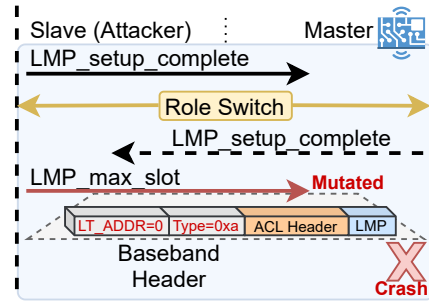 Slave (Attacker) Master
LMP_setup_complete
Role Switch
LMP_setup_complete
LMP_max_slot
Mutated
LT_ADDR=0 Type=0xa ACL Header LMP
Baseband
Header
Crash